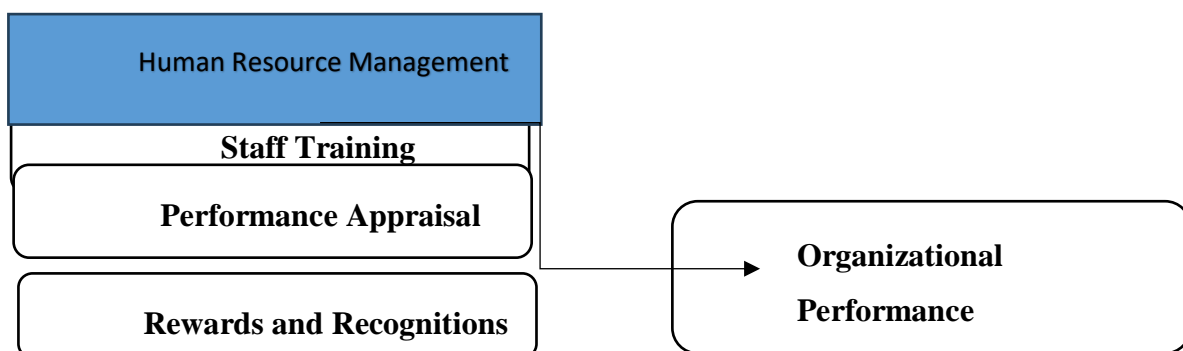 Human Resource Management
Staff Training
Performance Appraisal
Rewards and Recognitions
Organizational
Performance